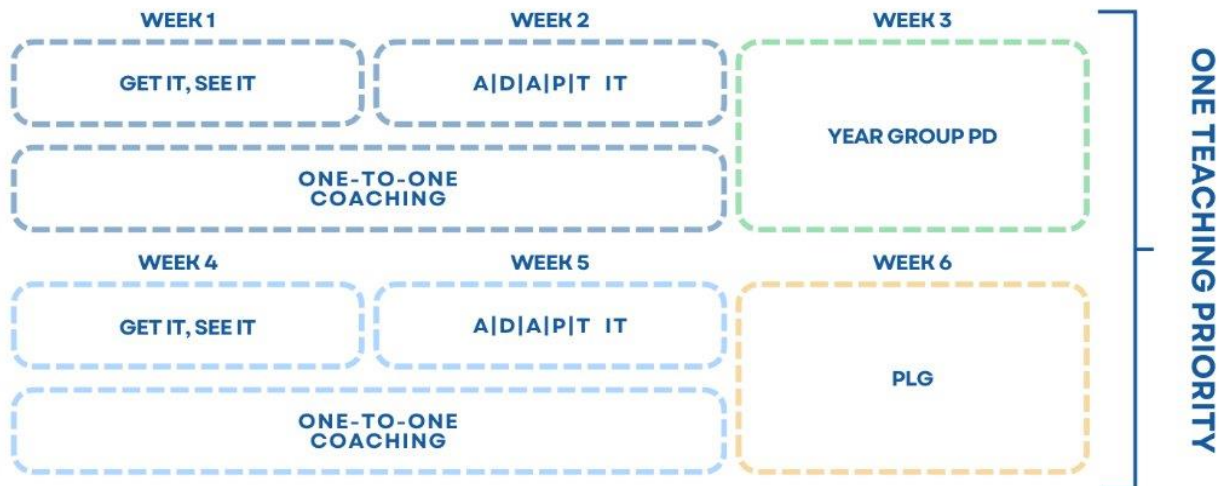 WEEK 1
WEEK 2
WEEK 3
GET IT, SEE IT
A|D|A|P|T IT
YEAR GROUP PD
ONE-TO-ONE
COACHING
WEEK 4
WEEK 5
WEEK 6
GET IT, SEE IT
A|D|A|P|T IT
PLG
ONE-TO-ONE
COACHING
ONE TEACHING PRIORITY